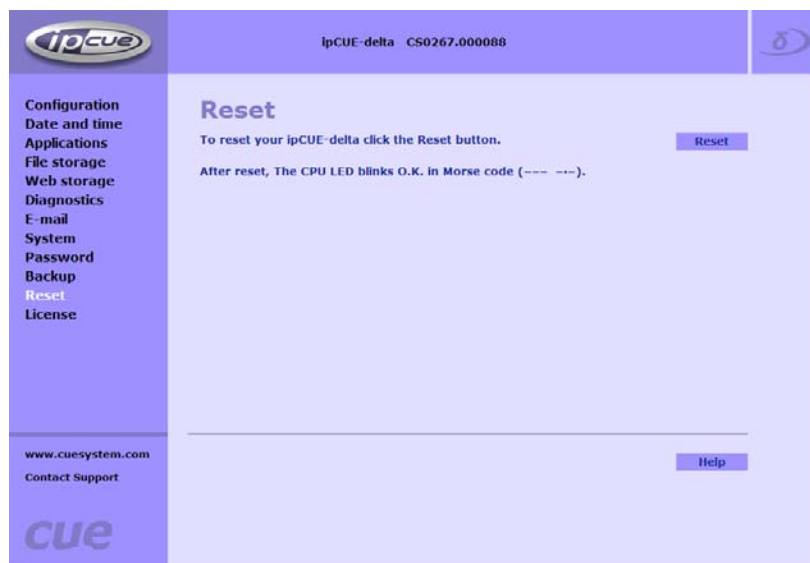 ipcue
ipCUE-delta CS0267.000088
δ
Configuration
Date and time
Applications
File storage
Web storage
Diagnostics
E-mail
System
Password
Backup
Reset
License
Reset
To reset your ipCUE-delta click the Reset button.
Reset
After reset, The CPU LED blinks O.K. in Morse code (--- -·-).
www.cuesystem.com
Contact Support
Help
cue